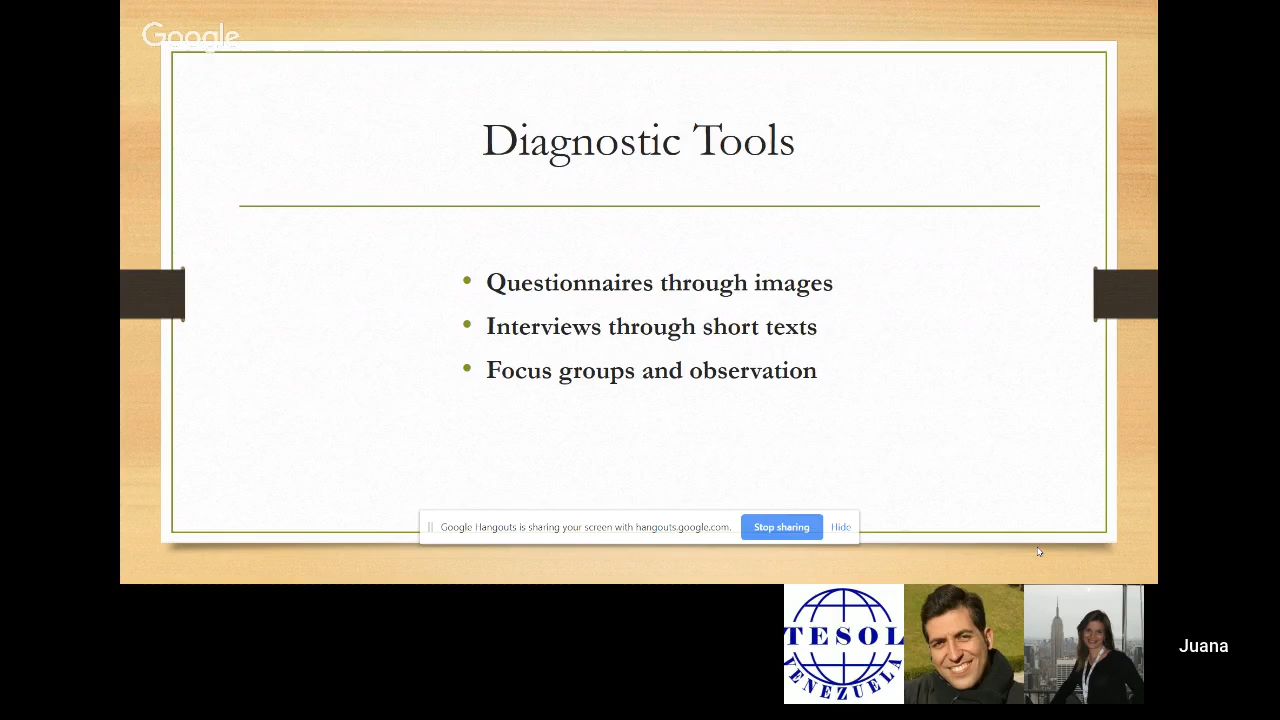 Google
Diagnostic Tools
• Questionnaires through images
• Interviews through short texts
• Focus groups and observation
Google Hangouts is sharing your screen with hangouts.google.com. Stop sharing Hide
TESOL
VENEZUELA
Juana